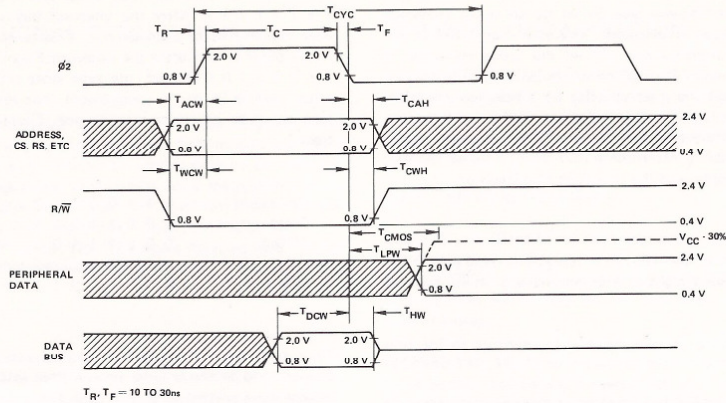 T_CYC
T_R T_C T_F
ϕ2
2.0 V 2.0 V
0.8 V 0.8 V 0.8 V
T_ACW T_CAH
ADDRESS,
CS. RS. ETC
2.0 V 2.0 V 2.4 V
0.0 V 0.8 V 0.4 V
T_WCW T_CWH
R/W̅
2.4 V
0.8 V 0.8 V 0.4 V
T_CMOS
V_CC - 30%
T_LPW
PERIPHERAL
DATA
2.4 V
2.0 V
0.8 V 0.4 V
T_DCW T_HW
DATA
BUS
2.0 V 2.0 V
0.8 V 0.8 V
T_R, T_F = 10 TO 30ns